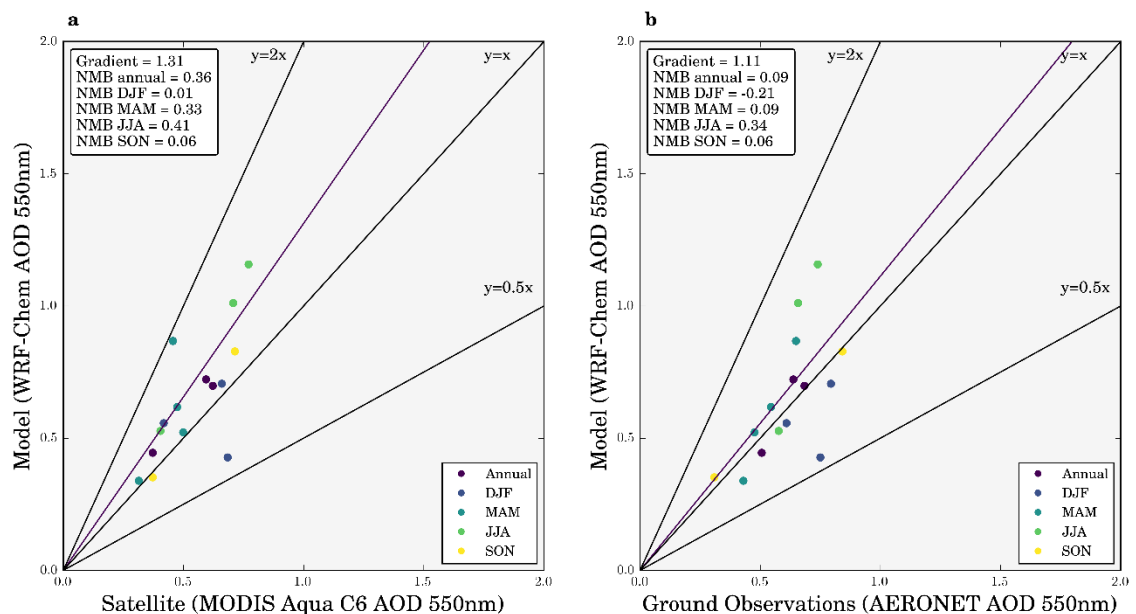 a
Model (WRF-Chem AOD 550nm)
2.0
1.5
1.0
0.5
0.0
Gradient = 1.31
NMB annual = 0.36
NMB DJF = 0.01
NMB MAM = 0.33
NMB JJA = 0.41
NMB SON = 0.06
y=2x
y=x
y=0.5x
Annual
DJF
MAM
JJA
SON
0.0 0.5 1.0 1.5 2.0
Satellite (MODIS Aqua C6 AOD 550nm)
b
Model (WRF-Chem AOD 550nm)
2.0
1.5
1.0
0.5
0.0
Gradient = 1.11
NMB annual = 0.09
NMB DJF = -0.21
NMB MAM = 0.09
NMB JJA = 0.34
NMB SON = 0.06
y=2x
y=x
y=0.5x
Annual
DJF
MAM
JJA
SON
0.0 0.5 1.0 1.5 2.0
Ground Observations (AERONET AOD 550nm)